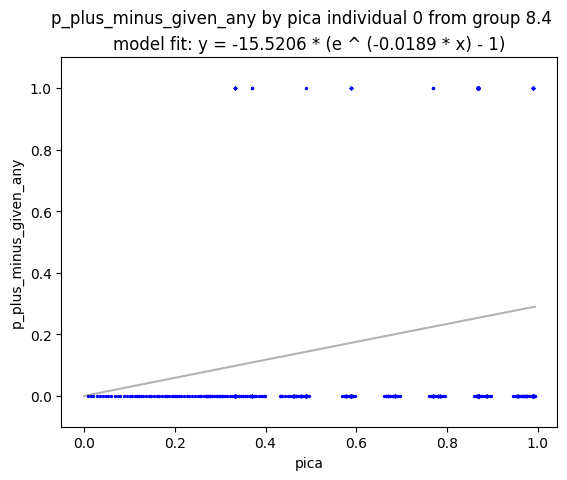 p_plus_minus_given_any by pica individual 0 from group 8.4
model fit: y = -15.5206 * (e ^ (-0.0189 * x) - 1)
1.0
0.8
0.6
0.4
0.2
0.0
p_plus_minus_given_any
0.0 0.2 0.4 0.6 0.8 1.0
pica